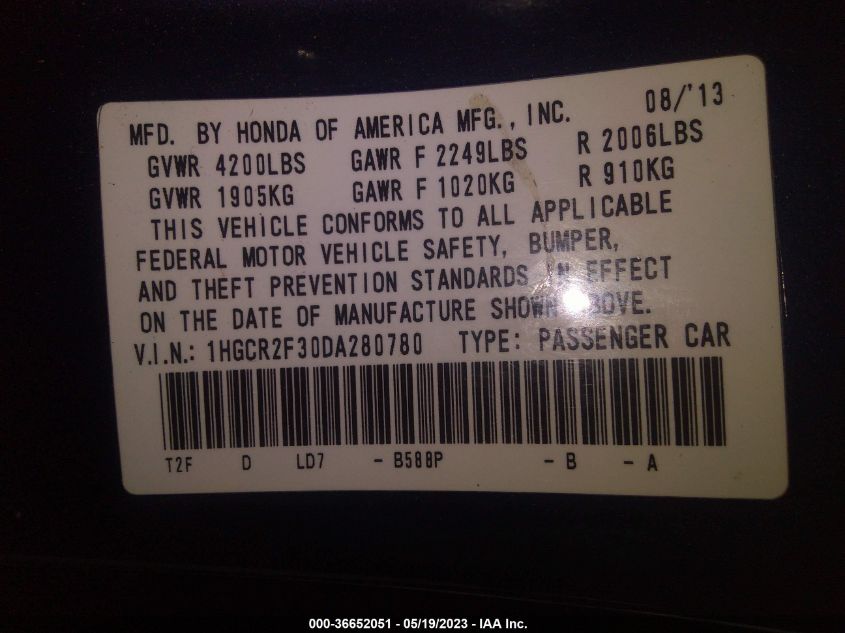 08/'13
MFD. BY HONDA OF AMERICA MFG., INC.
GVWR 4200LBS GAWR F 2249LBS R 2006LBS
GVWR 1905KG GAWR F 1020KG R 910KG
THIS VEHICLE CONFORMS TO ALL APPLICABLE
FEDERAL MOTOR VEHICLE SAFETY, BUMPER,
AND THEFT PREVENTION STANDARDS IN EFFECT
ON THE DATE OF MANUFACTURE SHOWN ABOVE.
V.I.N.: 1HGCR2F30DA280780 TYPE: PASSENGER CAR
T2F D LD7 - B588P - B - A
000-36652051 - 05/19/2023 - IAA Inc.